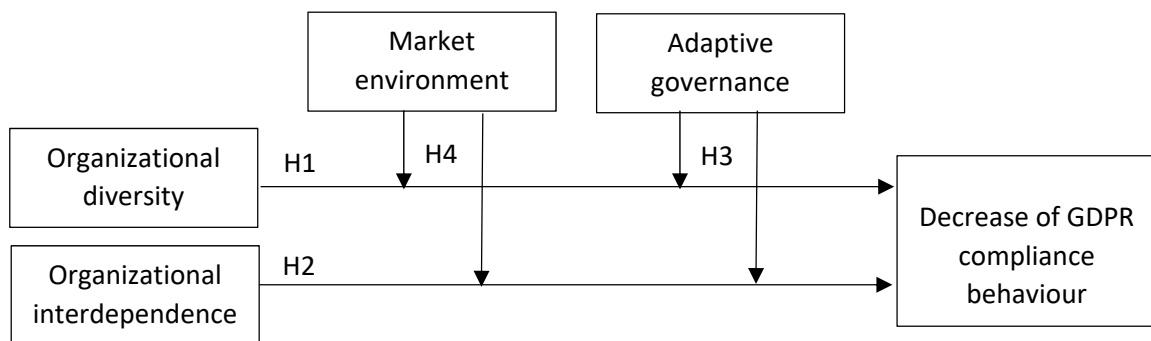 Market
environment
Adaptive
governance
Organizational
diversity
H1
H4
H3
Decrease of GDPR
compliance
behaviour
Organizational
interdependence
H2